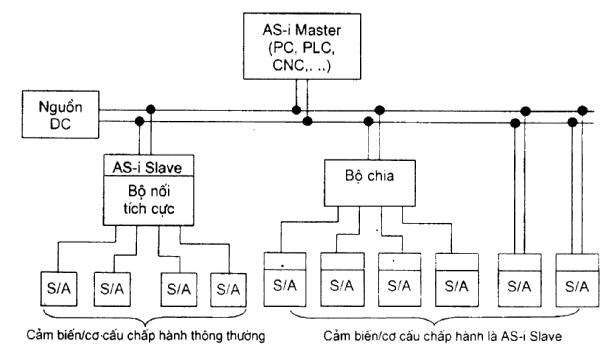 AS-i Master
(PC, PLC,
CNC,...)
Nguồn
DC
AS-i Slave
Bộ nối
tích cực
Bộ chia
S/A
S/A
S/A
S/A
S/A
S/A
S/A
S/A
S/A
S/A
Cảm biến/cơ cấu chấp hành thông thường
Cảm biến/cơ cấu chấp hành là AS-i Slave